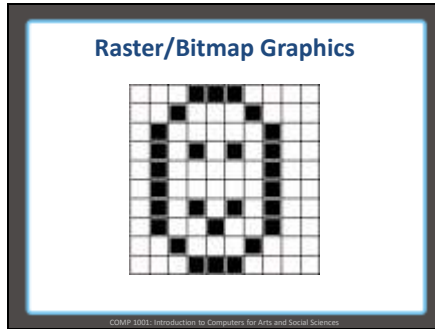 Raster/Bitmap Graphics
COMP 1001: Introduction to Computers for Arts and Social Sciences